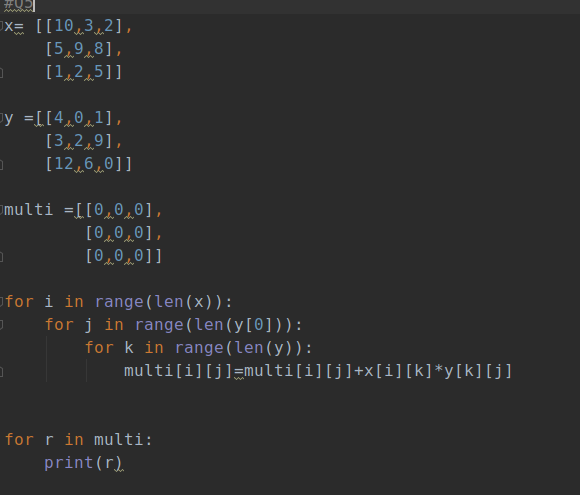 #Q5
x= [[10,3,2],
    [5,9,8],
    [1,2,5]]
y =[[4,0,1],
    [3,2,9],
    [12,6,0]]
multi =[[0,0,0],
        [0,0,0],
        [0,0,0]]
for i in range(len(x)):
    for j in range(len(y[0])):
        for k in range(len(y)):
            multi[i][j]=multi[i][j]+x[i][k]*y[k][j]
for r in multi:
    print(r)